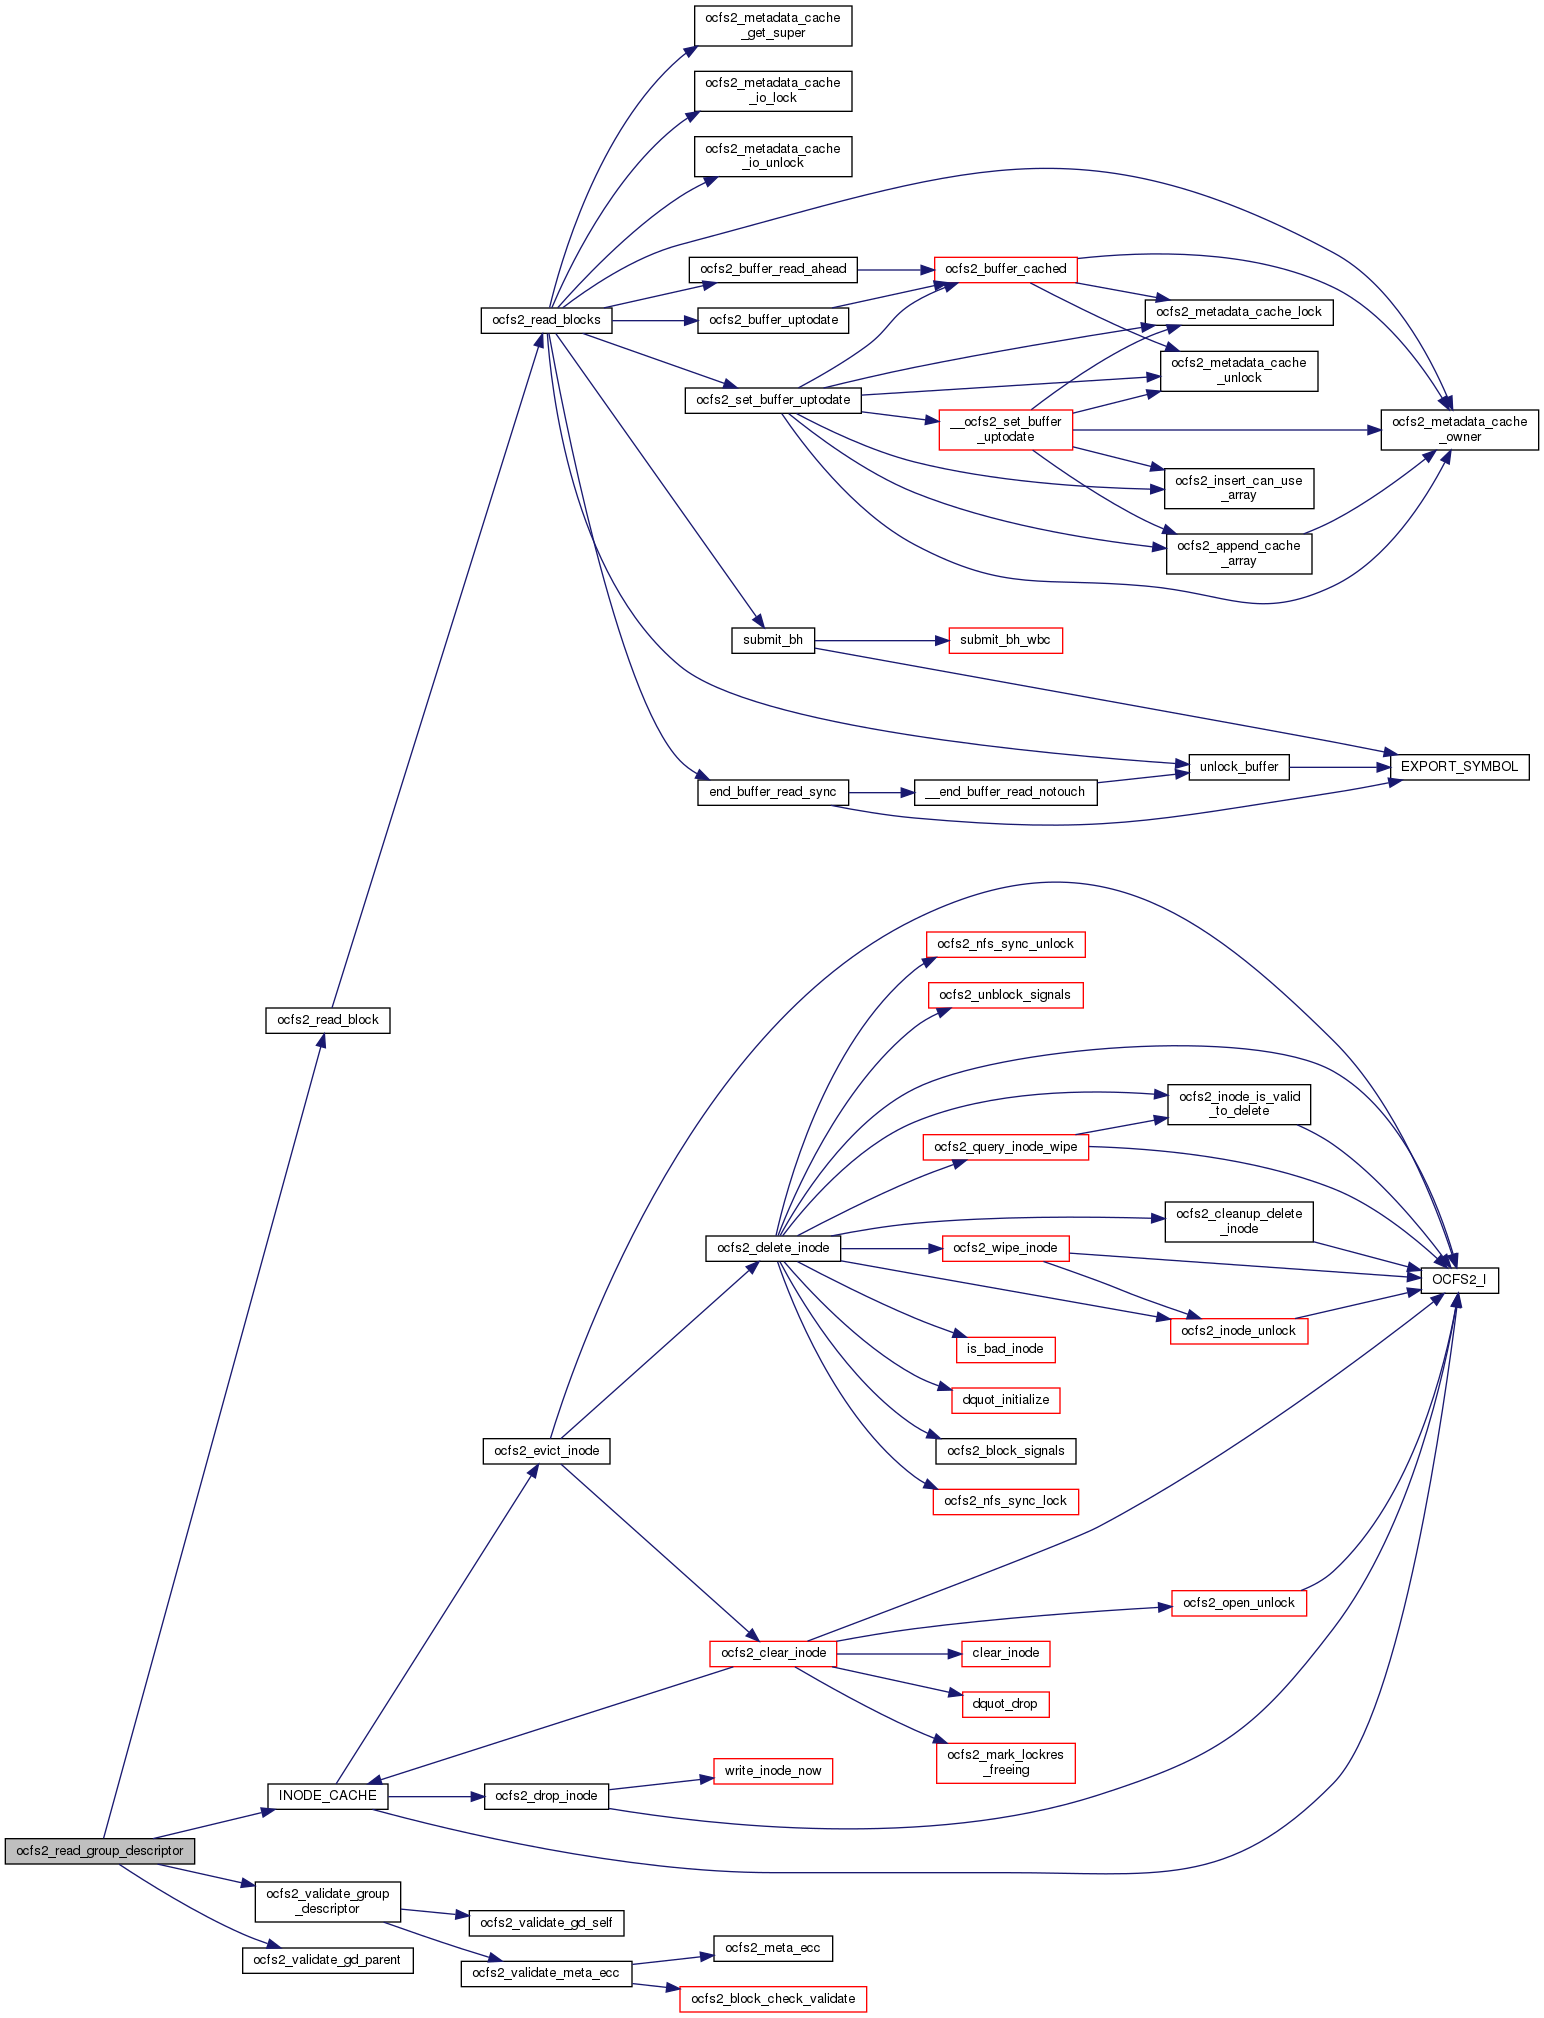 ocfs2_metadata_cache
_get_super
ocfs2_metadata_cache
_io_lock
ocfs2_metadata_cache
_io_unlock
ocfs2_buffer_read_ahead
ocfs2_buffer_cached
ocfs2_read_blocks
ocfs2_buffer_uptodate
ocfs2_metadata_cache_lock
ocfs2_metadata_cache
_unlock
ocfs2_set_buffer_uptodate
__ocfs2_set_buffer
_uptodate
ocfs2_metadata_cache
_owner
ocfs2_insert_can_use
_array
ocfs2_append_cache
_array
submit_bh
submit_bh_wbc
unlock_buffer
EXPORT_SYMBOL
end_buffer_read_sync
__end_buffer_read_notouch
ocfs2_nfs_sync_unlock
ocfs2_unblock_signals
ocfs2_read_block
ocfs2_inode_is_valid
_to_delete
ocfs2_query_inode_wipe
ocfs2_cleanup_delete
_inode
ocfs2_delete_inode
ocfs2_wipe_inode
OCFS2_I
ocfs2_inode_unlock
is_bad_inode
dquot_initialize
ocfs2_evict_inode
ocfs2_block_signals
ocfs2_nfs_sync_lock
ocfs2_open_unlock
ocfs2_clear_inode
clear_inode
dquot_drop
ocfs2_mark_lockres
_freeing
write_inode_now
INODE_CACHE
ocfs2_drop_inode
ocfs2_read_group_descriptor
ocfs2_validate_group
_descriptor
ocfs2_validate_gd_self
ocfs2_validate_gd_parent
ocfs2_meta_ecc
ocfs2_validate_meta_ecc
ocfs2_block_check_validate